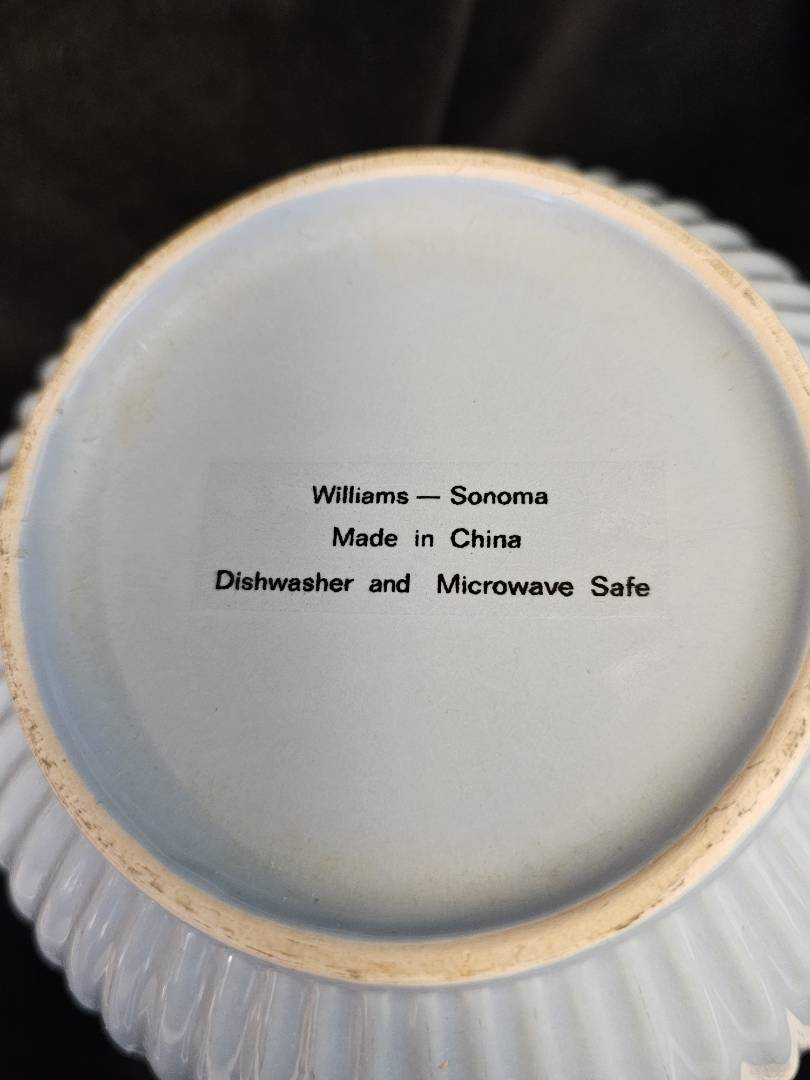 Williams — Sonoma
Made in China
Dishwasher and Microwave Safe